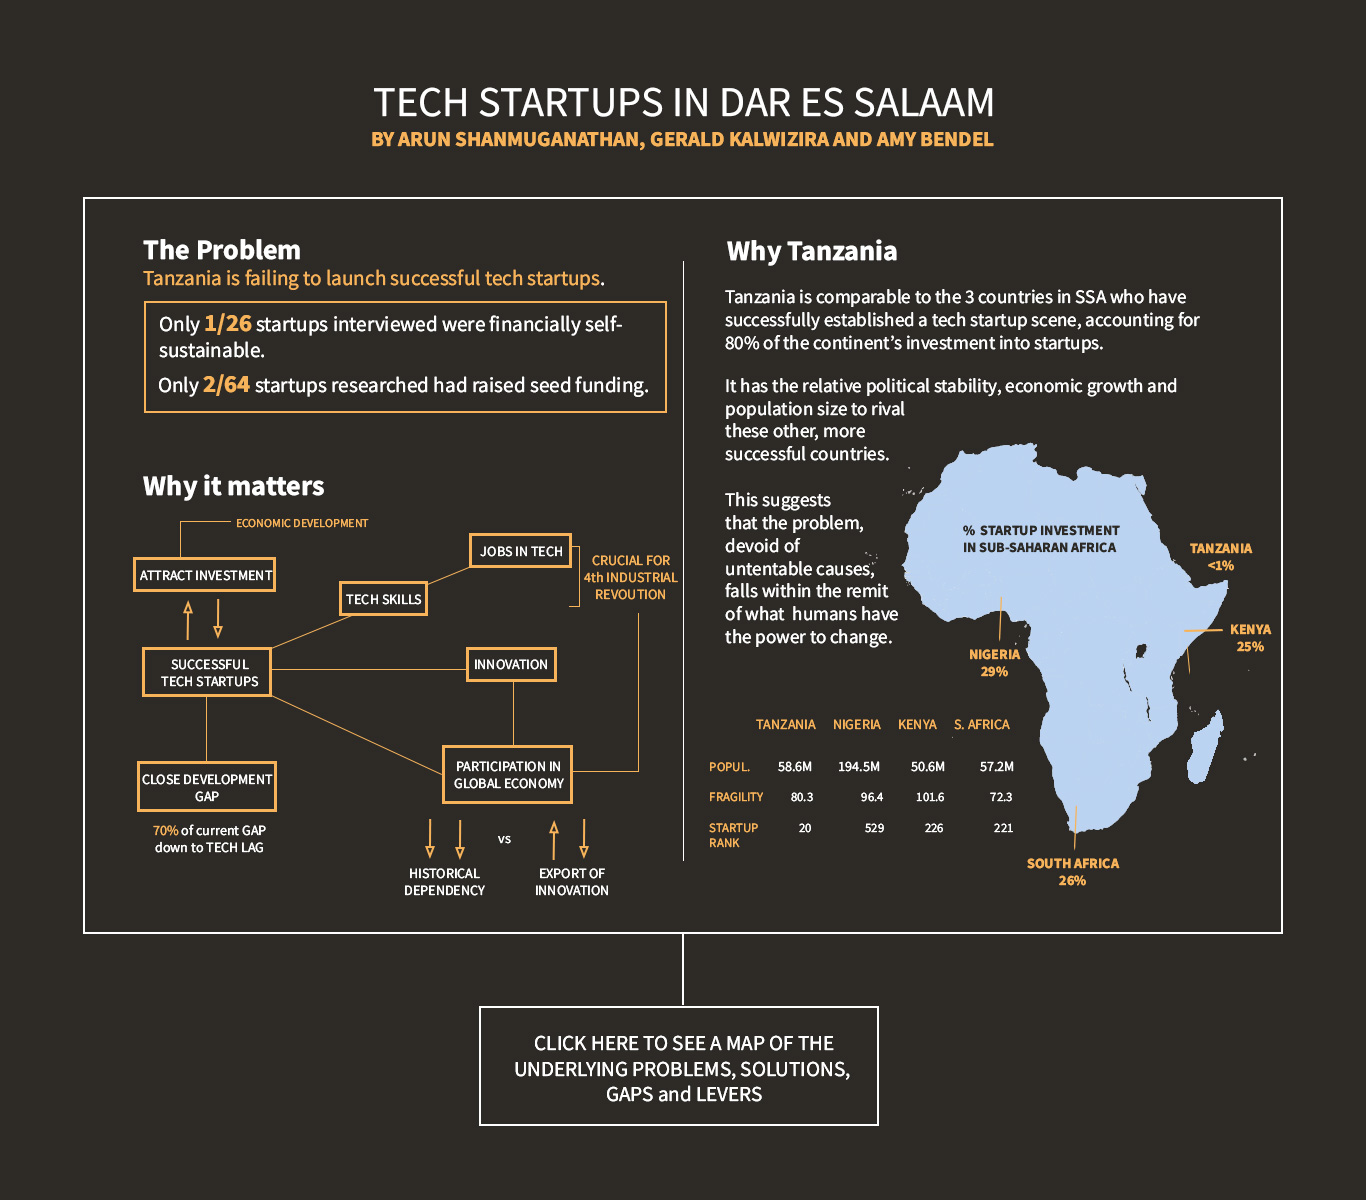 TECH STARTUPS IN DAR ES SALAAM
BY ARUN SHANMUGANATHAN, GERALD KALWIZIRA AND AMY BENDEL
The Problem
Tanzania is failing to launch successful tech startups.
Only 1/26 startups interviewed were financially self-
sustainable.
Only 2/64 startups researched had raised seed funding.
Why it matters
ECONOMIC DEVELOPMENT
ATTRACT INVESTMENT
JOBS IN TECH
TECH SKILLS
CRUCIAL FOR
4th INDUSTRIAL
REVOUTION
SUCCESSFUL
TECH STARTUPS
INNOVATION
CLOSE DEVELOPMENT
GAP
70% of current GAP
down to TECH LAG
PARTICIPATION IN
GLOBAL ECONOMY
vs
HISTORICAL
DEPENDENCY
EXPORT OF
INNOVATION
Why Tanzania
Tanzania is comparable to the 3 countries in SSA who have
successfully established a tech startup scene, accounting for
80% of the continent’s investment into startups.
It has the relative political stability, economic growth and
population size to rival
these other, more
successful countries.
This suggests
that the problem,
devoid of
untentable causes,
falls within the remit
of what humans have
the power to change.
% STARTUP INVESTMENT
IN SUB-SAHARAN AFRICA
TANZANIA
<1%
KENYA
25%
NIGERIA
29%
SOUTH AFRICA
26%
TANZANIA NIGERIA KENYA S. AFRICA
POPUL. 58.6M 194.5M 50.6M 57.2M
FRAGILITY 80.3 96.4 101.6 72.3
STARTUP 20 529 226 221
RANK
CLICK HERE TO SEE A MAP OF THE
UNDERLYING PROBLEMS, SOLUTIONS,
GAPS and LEVERS